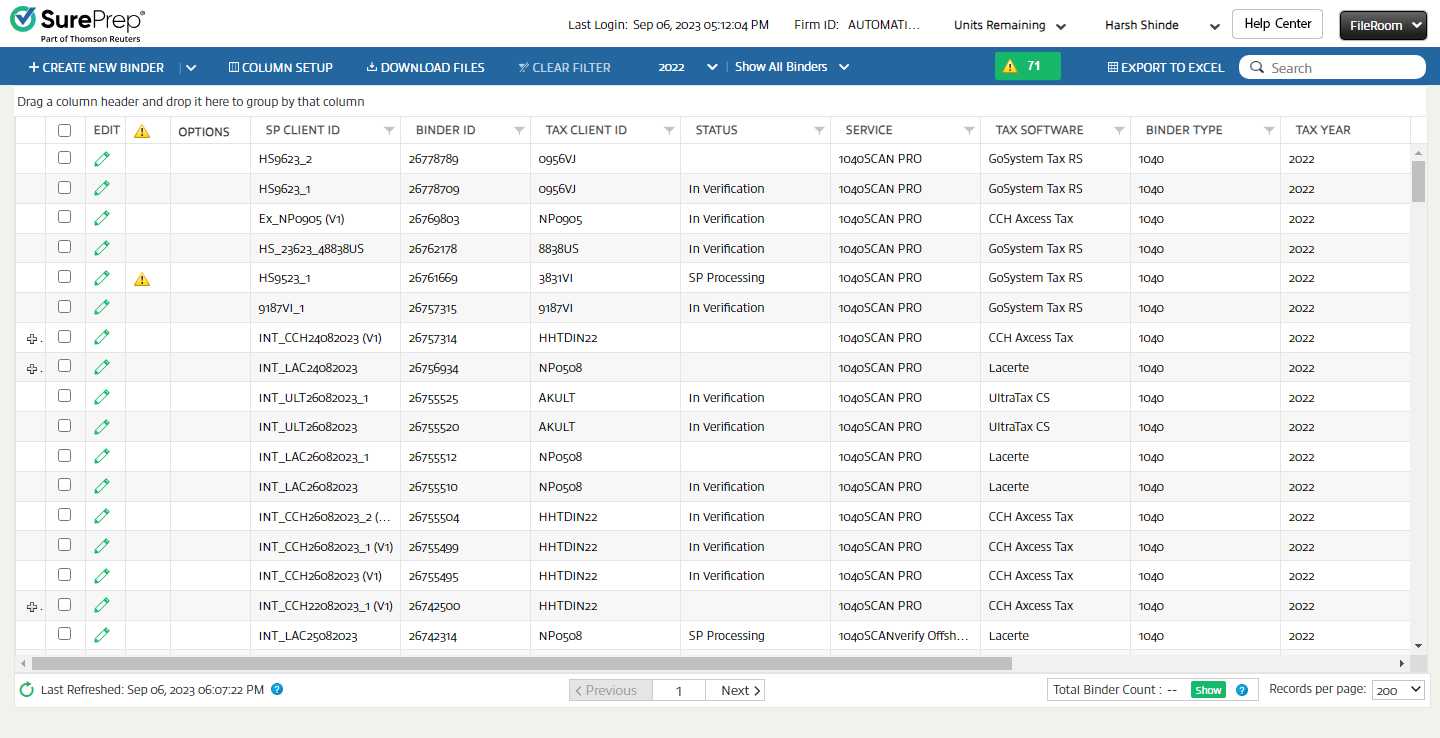 SurePrep®
Part of Thomson Reuters
Last Login: Sep 06, 2023 05:12:04 PM Firm ID: AUTOMATI... Units Remaining Harsh Shinde Help Center FileRoom
+ CREATE NEW BINDER COLUMN SETUP DOWNLOAD FILES CLEAR FILTER 2022 Show All Binders 71 EXPORT TO EXCEL Search
Drag a column header and drop it here to group by that column
EDIT OPTIONS SP CLIENT ID BINDER ID TAX CLIENT ID STATUS SERVICE TAX SOFTWARE BINDER TYPE TAX YEAR
HS9623_2 26778789 0956VJ 1040SCAN PRO GoSystem Tax RS 1040 2022
HS9623_1 26778709 0956VJ In Verification 1040SCAN PRO GoSystem Tax RS 1040 2022
Ex_NP0905 (V1) 26769803 NP0905 In Verification 1040SCAN PRO CCH Axcess Tax 1040 2022
HS_23623_48838US 26762178 8838US In Verification 1040SCAN PRO GoSystem Tax RS 1040 2022
HS9523_1 26761669 3831VI SP Processing 1040SCAN PRO GoSystem Tax RS 1040 2022
9187VI_1 26757315 9187VI In Verification 1040SCAN PRO GoSystem Tax RS 1040 2022
INT_CCH24082023 (V1) 26757314 HHTDIN22 1040SCAN PRO CCH Axcess Tax 1040 2022
INT_LAC24082023 26756934 NP0508 1040SCAN PRO Lacerte 1040 2022
INT_ULT26082023_1 26755525 AKULT In Verification 1040SCAN PRO UltraTax CS 1040 2022
INT_ULT26082023 26755520 AKULT In Verification 1040SCAN PRO UltraTax CS 1040 2022
INT_LAC26082023_1 26755512 NP0508 1040SCAN PRO Lacerte 1040 2022
INT_LAC26082023 26755510 NP0508 In Verification 1040SCAN PRO Lacerte 1040 2022
INT_CCH26082023_2 (... 26755504 HHTDIN22 In Verification 1040SCAN PRO CCH Axcess Tax 1040 2022
INT_CCH26082023_1 (V1) 26755499 HHTDIN22 In Verification 1040SCAN PRO CCH Axcess Tax 1040 2022
INT_CCH26082023 (V1) 26755495 HHTDIN22 In Verification 1040SCAN PRO CCH Axcess Tax 1040 2022
INT_CCH22082023_1 (V1) 26742500 HHTDIN22 1040SCAN PRO CCH Axcess Tax 1040 2022
INT_LAC25082023 26742314 NP0508 SP Processing 1040SCANverify Offsh... Lacerte 1040 2022
Last Refreshed: Sep 06, 2023 06:07:22 PM ? < Previous 1 Next > Total Binder Count : -- Show ? Records per page: 200